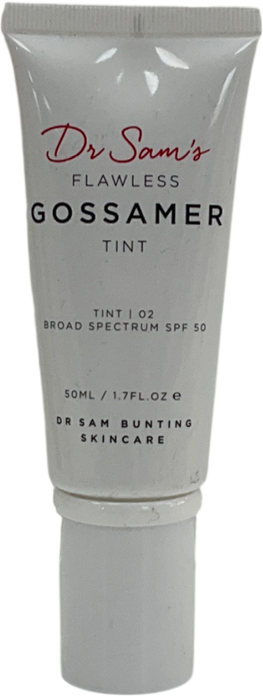 Dr Sam's
FLAWLESS
GOSSAMER
TINT
TINT | 02
BROAD SPECTRUM SPF 50
50ML / 1.7FL.OZ e
DR SAM BUNTING
SKINCARE